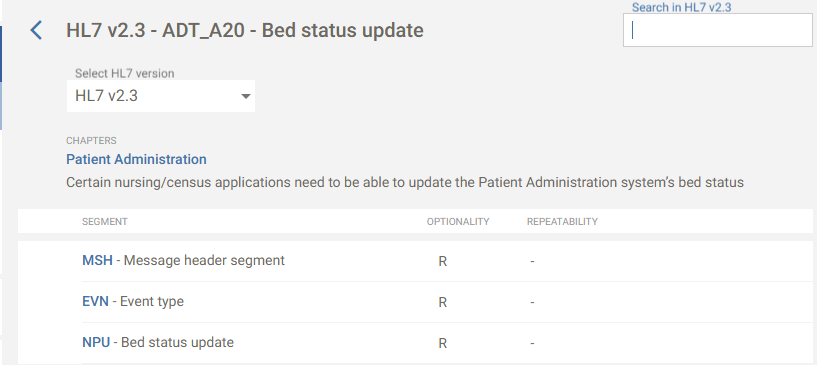 Search in HL7 v2.3
HL7 v2.3 - ADT_A20 - Bed status update
Select HL7 version
HL7 v2.3
CHAPTERS
Patient Administration
Certain nursing/census applications need to be able to update the Patient Administration system’s bed status
SEGMENT OPTIONALITY REPEATABILITY
MSH - Message header segment R -
EVN - Event type R -
NPU - Bed status update R -